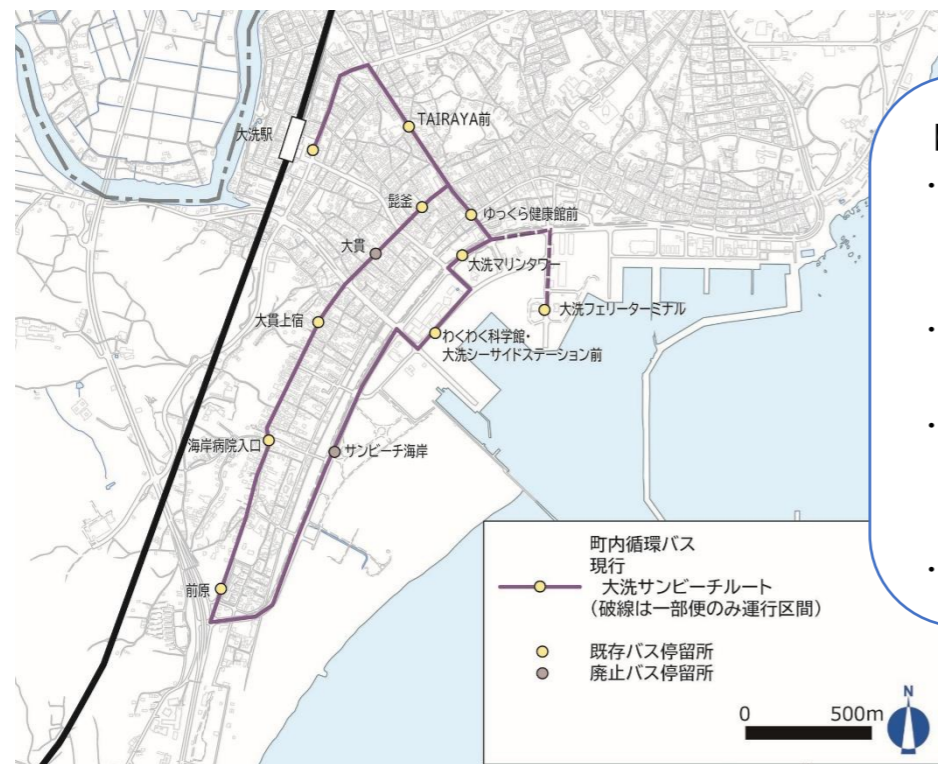 大洗駅
TAIRAYA前
髭釜
ゆっくら健康館前
大貫
大洗マリンタワー
大洗フェリーターミナル
大貫上宿
わくわく科学館・
大洗シーサイドステーション前
海岸病院入口
サンビーチ海岸
前原
町内循環バス
現行
大洗サンビーチルート
(破線は一部便のみ運行区間)
既存バス停留所
廃止バス停留所
0 500m
N
・
・
・
・